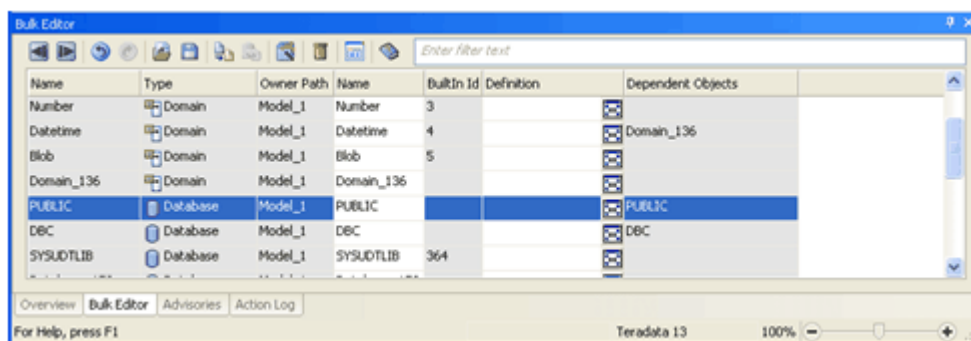 Bulk Editor
Enter filter text
Name Type Owner Path Name BuiltIn Id Definition Dependent Objects
Number Domain Model_1 Number 3
Datetime Domain Model_1 Datetime 4 Domain_136
Blob Domain Model_1 Blob 5
Domain_136 Domain Model_1 Domain_136
PUBLIC Database Model_1 PUBLIC PUBLIC
DBC Database Model_1 DBC DBC
SYSUDTLIB Database Model_1 SYSUDTLIB 364
Overview Bulk Editor Advisories Action Log
For Help, press F1 Teradata 13 100%